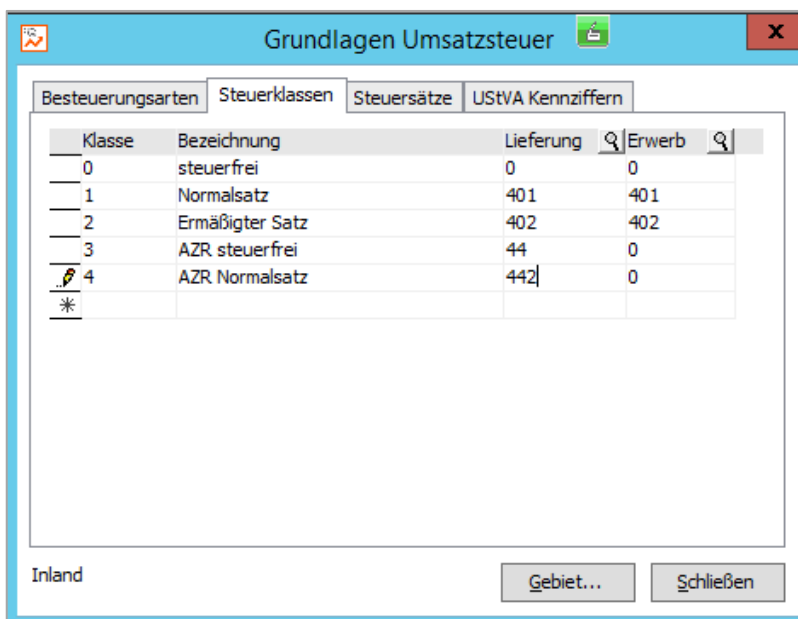 Grundlagen Umsatzsteuer x
Besteuerungsarten Steuerklassen Steuersätze UStVA Kennziffern
Klasse Bezeichnung Lieferung Erwerb
0 steuerfrei 0 0
1 Normalsatz 401 401
2 Ermäßigter Satz 402 402
3 AZR steuerfrei 44 0
4 AZR Normalsatz 442 0
Inland Gebiet... Schließen